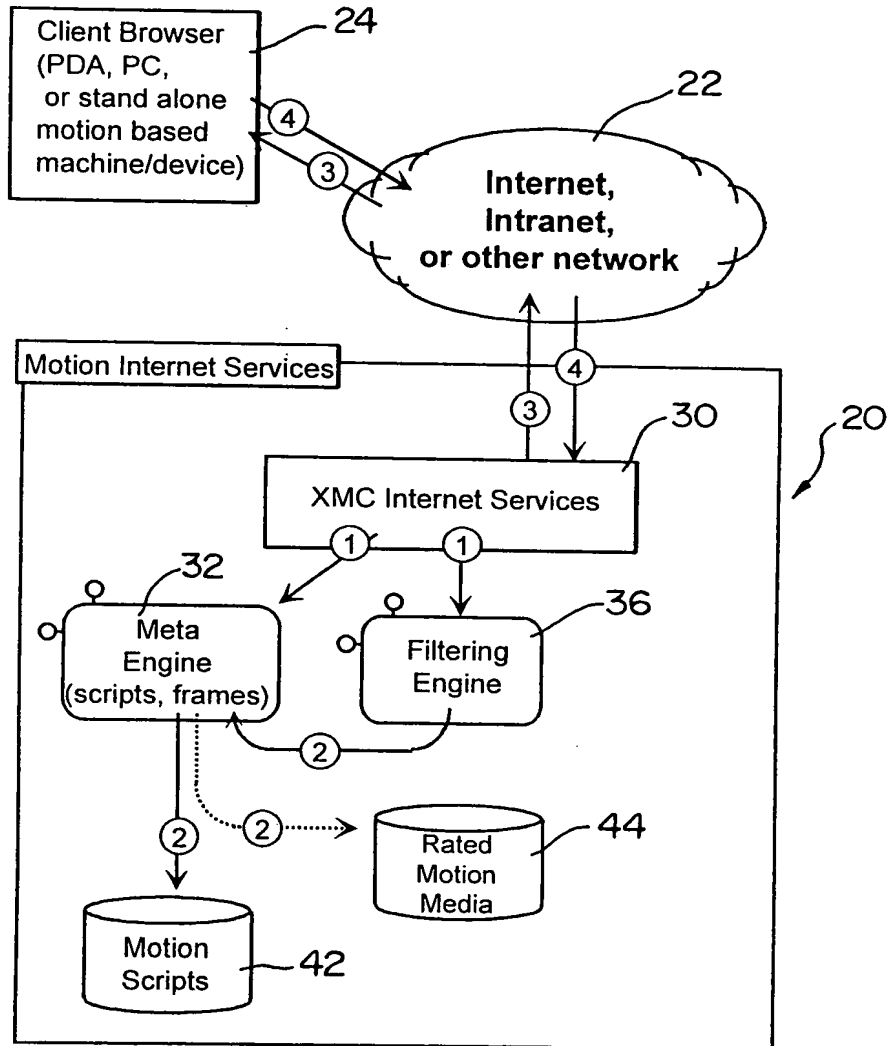 Client Browser
(PDA, PC,
or stand alone
motion based
machine/device)
24
4
3
22
Internet,
Intranet,
or other network
Motion Internet Services
3
4
20
30
XMC Internet Services
1
1
32
Meta
Engine
(scripts, frames)
36
Filtering
Engine
2
2
2
44
Rated
Motion
Media
Motion
Scripts
42